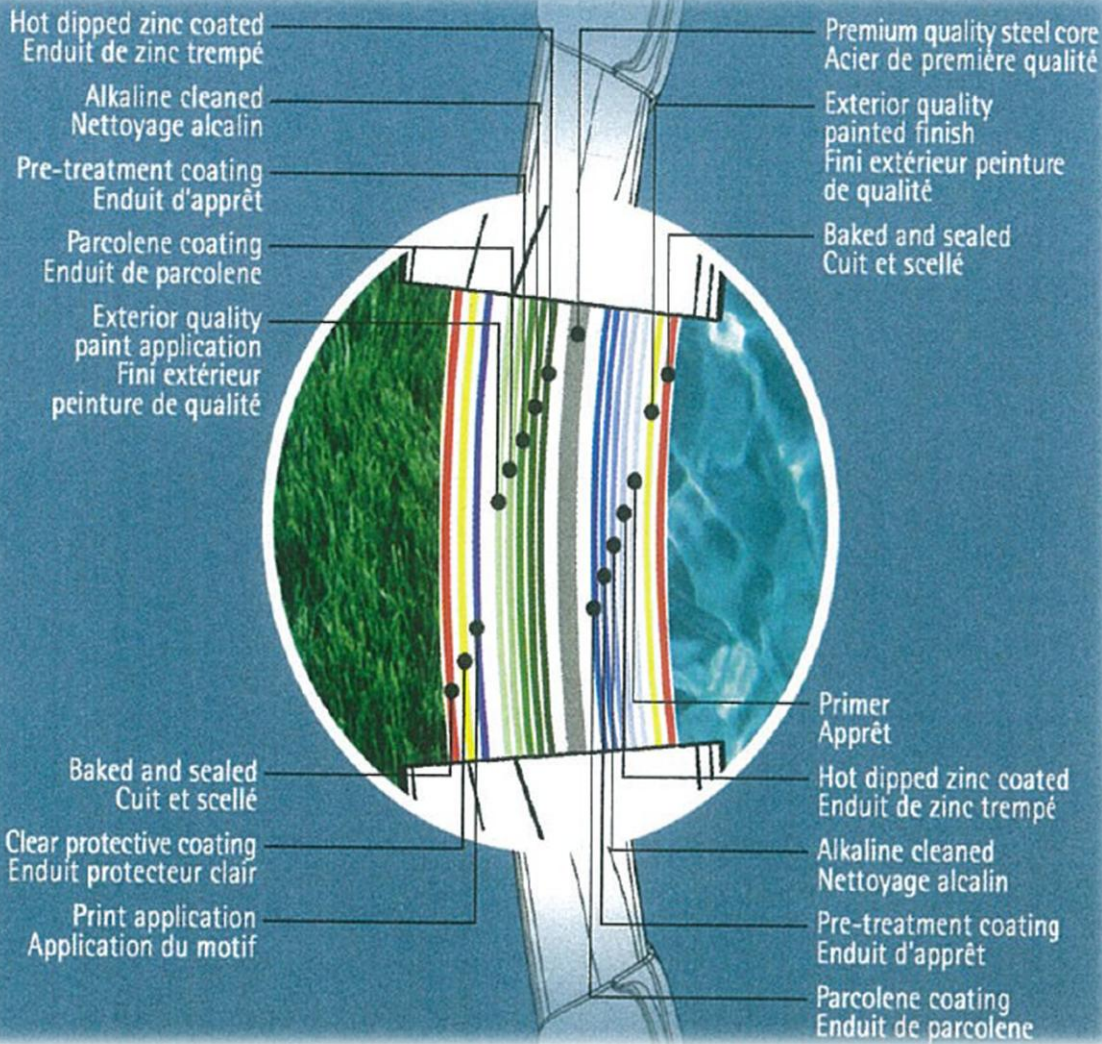 Hot dipped zinc coated
Enduit de zinc trempé
Alkaline cleaned
Nettoyage alcalin
Pre-treatment coating
Enduit d'apprêt
Parcolene coating
Enduit de parcolene
Exterior quality
paint application
Fini extérieur
peinture de qualité
Baked and sealed
Cuit et scellé
Clear protective coating
Enduit protecteur clair
Print application
Application du motif
Premium quality steel core
Acier de première qualité
Exterior quality
painted finish
Fini extérieur peinture
de qualité
Baked and sealed
Cuit et scellé
Primer
Apprêt
Hot dipped zinc coated
Enduit de zinc trempé
Alkaline cleaned
Nettoyage alcalin
Pre-treatment coating
Enduit d'apprêt
Parcolene coating
Enduit de parcolene